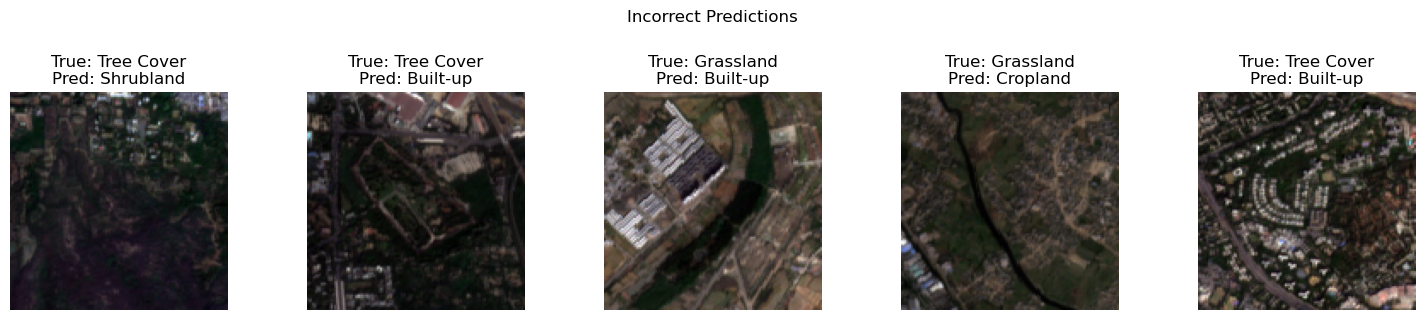 Incorrect Predictions
True: Tree Cover
Pred: Shrubland
True: Tree Cover
Pred: Built-up
True: Grassland
Pred: Built-up
True: Grassland
Pred: Cropland
True: Tree Cover
Pred: Built-up